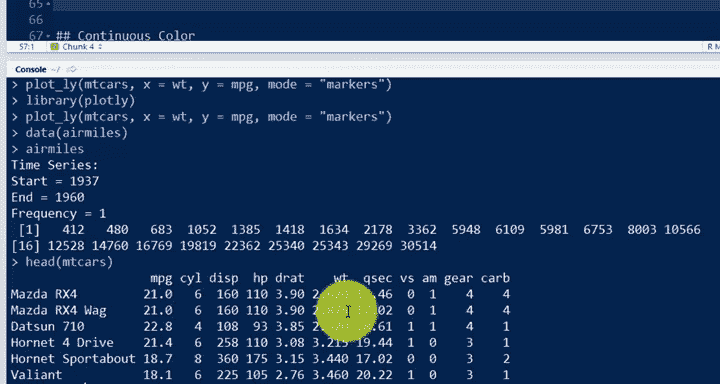 65
66
67 ## Continuous Color
57:1 Chunk 4 R M
Console ~/
> plot_ly(mtcars, x = wt, y = mpg, mode = "markers")
> library(plotly)
> plot_ly(mtcars, x = wt, y = mpg, mode = "markers")
> data(airmiles)
> airmiles
Time Series:
Start = 1937
End = 1960
Frequency = 1
[1] 412 480 683 1052 1385 1418 1634 2178 3362 5948 6109 5981 6753 8003 10566
[16] 12528 14760 16769 19819 22362 25340 25343 29269 30514
> head(mtcars)
mpg cyl disp hp drat wt qsec vs am gear carb
Mazda RX4 21.0 6 160 110 3.90 0 1 4 4
Mazda RX4 Wag 21.0 6 160 110 3.90 0 1 4 4
Datsun 710 22.8 4 108 93 3.85 1 1 4 1
Hornet 4 Drive 21.4 6 258 110 3.08 3.215 19.44 1 0 3 1
Hornet Sportabout 18.7 8 360 175 3.15 3.440 17.02 0 0 3 2
Valiant 18.1 6 225 105 2.76 3.460 20.22 1 0 3 1